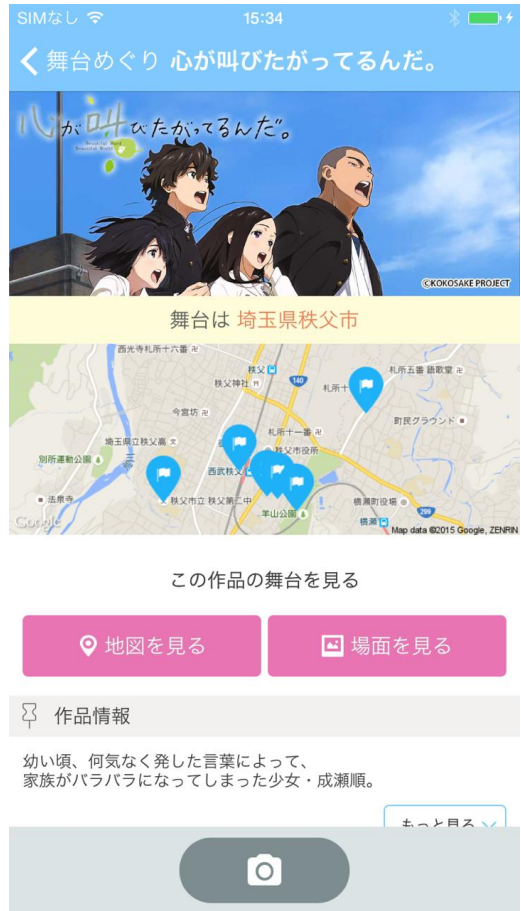 SIMなし 15:34
舞台めぐり 心が叫びたがってるんだ。
心が叫びたがってるんだ。
Beautiful Word
Beautiful World
©KOKOSAKE PROJECT
舞台は 埼玉県秩父市
西光寺札所十六番
秩父
秩父神社
140
札所十
札所五番 語歌堂
今宮坊
札所十一番
町民グラウンド
埼玉県立秩父高
秩父市役所
別所運動公園
西武秩父
法泉寺
秩父市立 秩父第二中
横瀬町役場
羊山公園
299
横瀬
Google
Map data ©2015 Google, ZENRIN
この作品の舞台を見る
地図を見る
場面を見る
作品情報
幼い頃、何気なく発した言葉によって、
家族がバラバラになってしまった少女・成瀬順。
もっと見る